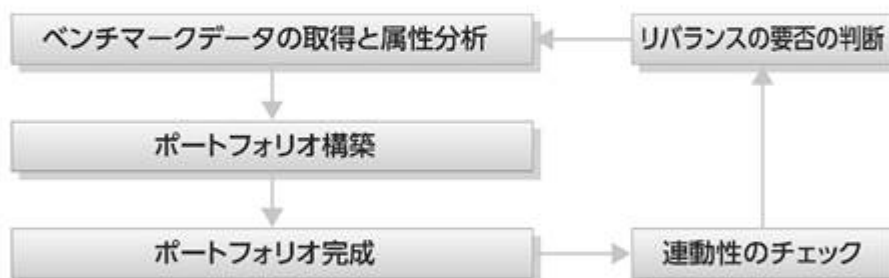 ベンチマークデータの取得と属性分析
リバランスの要否の判断
ポートフォリオ構築
ポートフォリオ完成
連動性のチェック